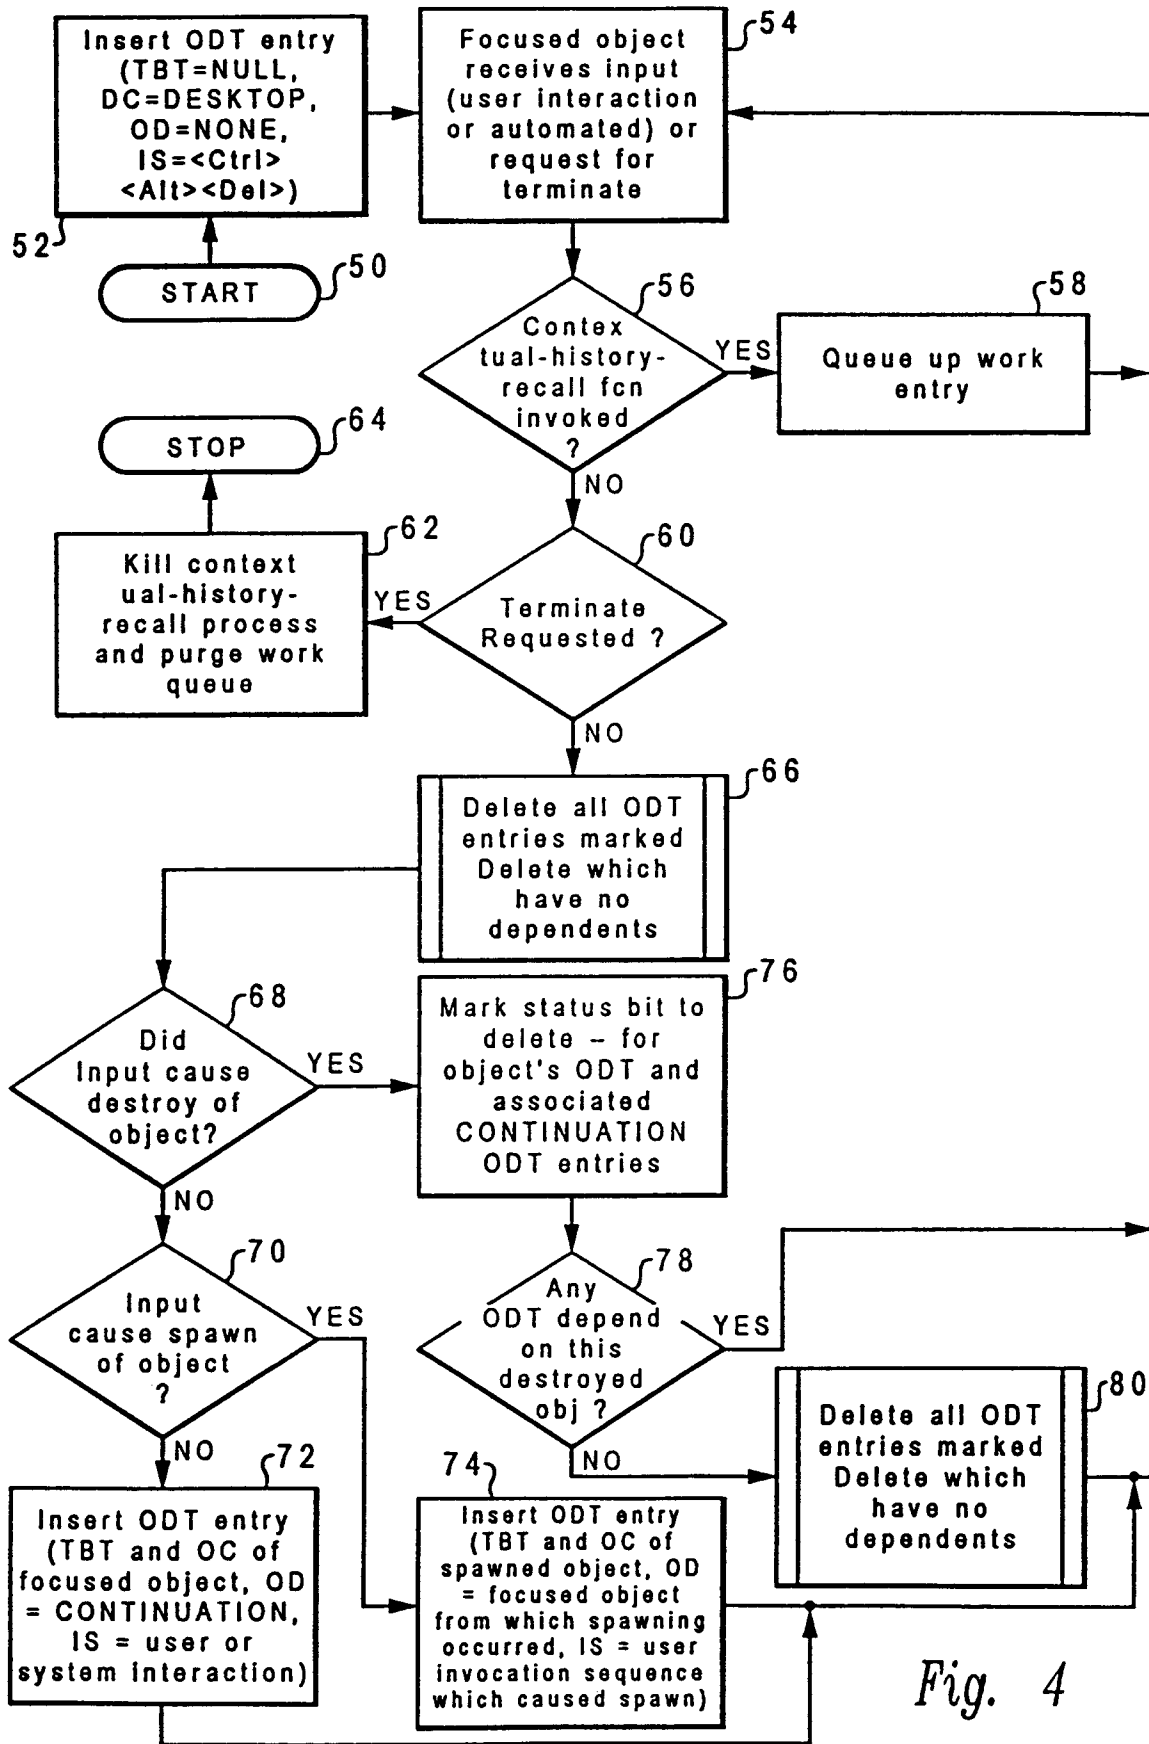 Insert ODT entry
(TBT=NULL,
DC=DESKTOP,
OD=NONE,
IS=<Ctrl>
<Alt><Del>)
52
START
50
Focused object
receives input
(user interaction
or automated) or
request for
terminate
54
Contex
tual-history-
recall fcn
invoked
?
56
YES
NO
Queue up work
entry
58
STOP
64
Kill context
ual-history-
recall process
and purge work
queue
62
YES
Terminate
Requested ?
60
NO
Delete all ODT
entries marked
Delete which
have no
dependents
66
Did
Input cause
destroy of
object?
68
YES
NO
Mark status bit to
delete – for
object's ODT and
associated
CONTINUATION
ODT entries
76
Input
cause spawn
of object
?
70
YES
NO
Any
ODT depend
on this
destroyed
obj ?
78
YES
NO
Delete all ODT
entries marked
Delete which
have no
dependents
80
Insert ODT entry
(TBT and OC of
focused object, OD
= CONTINUATION,
IS = user or
system interaction)
72
Insert ODT entry
(TBT and OC of
spawned object, OD
= focused object
from which spawning
occurred, IS = user
invocation sequence
which caused spawn)
74
Fig. 4